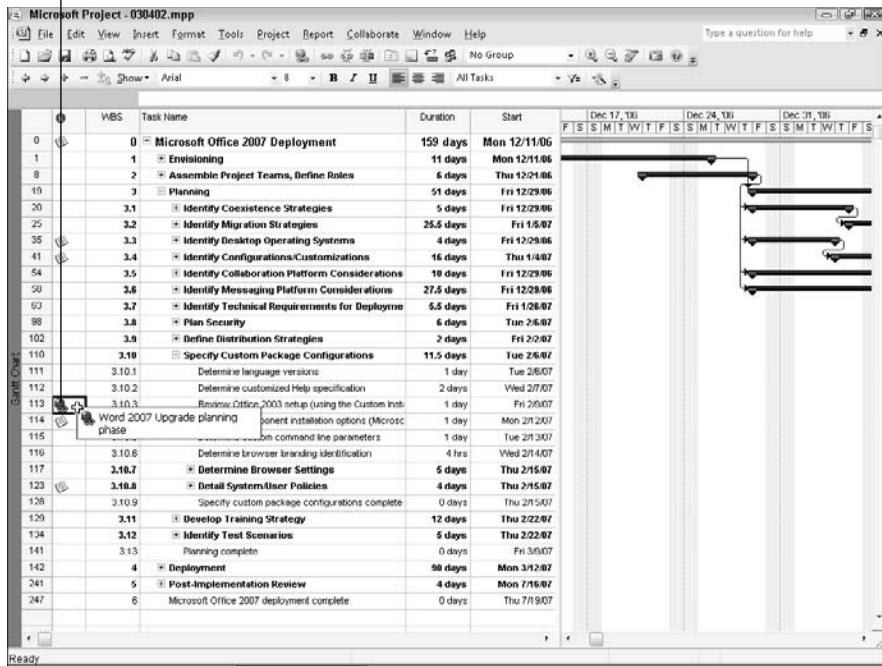 Microsoft Project - 030402.mpp
File Edit View Insert Format Tools Project Report Collaborate Window Help Type a question for help
No Group
Show Arial 8 B I U All Tasks
WBS Task Name Duration Start Dec 17, '06 Dec 24, '06 Dec 31, '06
F S S M T W T F S S M T W T F S S M T W T F S
0 0 Microsoft Office 2007 Deployment 159 days Mon 12/11/06
1 1 Envisioning 11 days Mon 12/11/06
8 2 Assemble Project Teams, Define Roles 6 days Thu 12/21/06
19 3 Planning 51 days Fri 12/29/06
20 3.1 Identify Coexistence Strategies 5 days Fri 12/29/06
25 3.2 Identify Migration Strategies 25.5 days Fri 1/5/07
35 3.3 Identify Desktop Operating Systems 4 days Fri 12/29/06
41 3.4 Identify Configurations/Customizations 16 days Thu 1/4/07
54 3.5 Identify Collaboration Platform Considerations 10 days Fri 12/29/06
58 3.6 Identify Messaging Platform Considerations 27.5 days Fri 12/29/06
63 3.7 Identify Technical Requirements for Deployme 5.5 days Fri 1/26/07
98 3.8 Plan Security 6 days Tue 2/6/07
102 3.9 Define Distribution Strategies 2 days Fri 2/2/07
110 3.10 Specify Custom Package Configurations 11.5 days Tue 2/6/07
111 3.10.1 Determine language versions 1 day Tue 2/6/07
112 3.10.2 Determine customized Help specification 2 days Wed 2/7/07
113 3.10.3 Review Office 2003 setup (using the Custom Inst 1 day Fri 2/9/07
114 onent installation options (Microsc 1 day Mon 2/12/07
Word 2007 Upgrade planning
phase
115 command line parameters 1 day Tue 2/13/07
116 3.10.6 Determine browser branding identification 4 hrs Wed 2/14/07
117 3.10.7 Determine Browser Settings 5 days Thu 2/15/07
123 3.10.8 Detail System/User Policies 4 days Thu 2/15/07
128 3.10.9 Specify custom package configurations complete 0 days Thu 2/15/07
129 3.11 Develop Training Strategy 12 days Thu 2/22/07
134 3.12 Identify Test Scenarios 5 days Thu 2/22/07
141 3.13 Planning complete 0 days Fri 3/9/07
142 4 Deployment 90 days Mon 3/12/07
241 5 Post-Implementation Review 4 days Mon 7/16/07
247 6 Microsoft Office 2007 deployment complete 0 days Thu 7/19/07
Gantt Chart
Ready